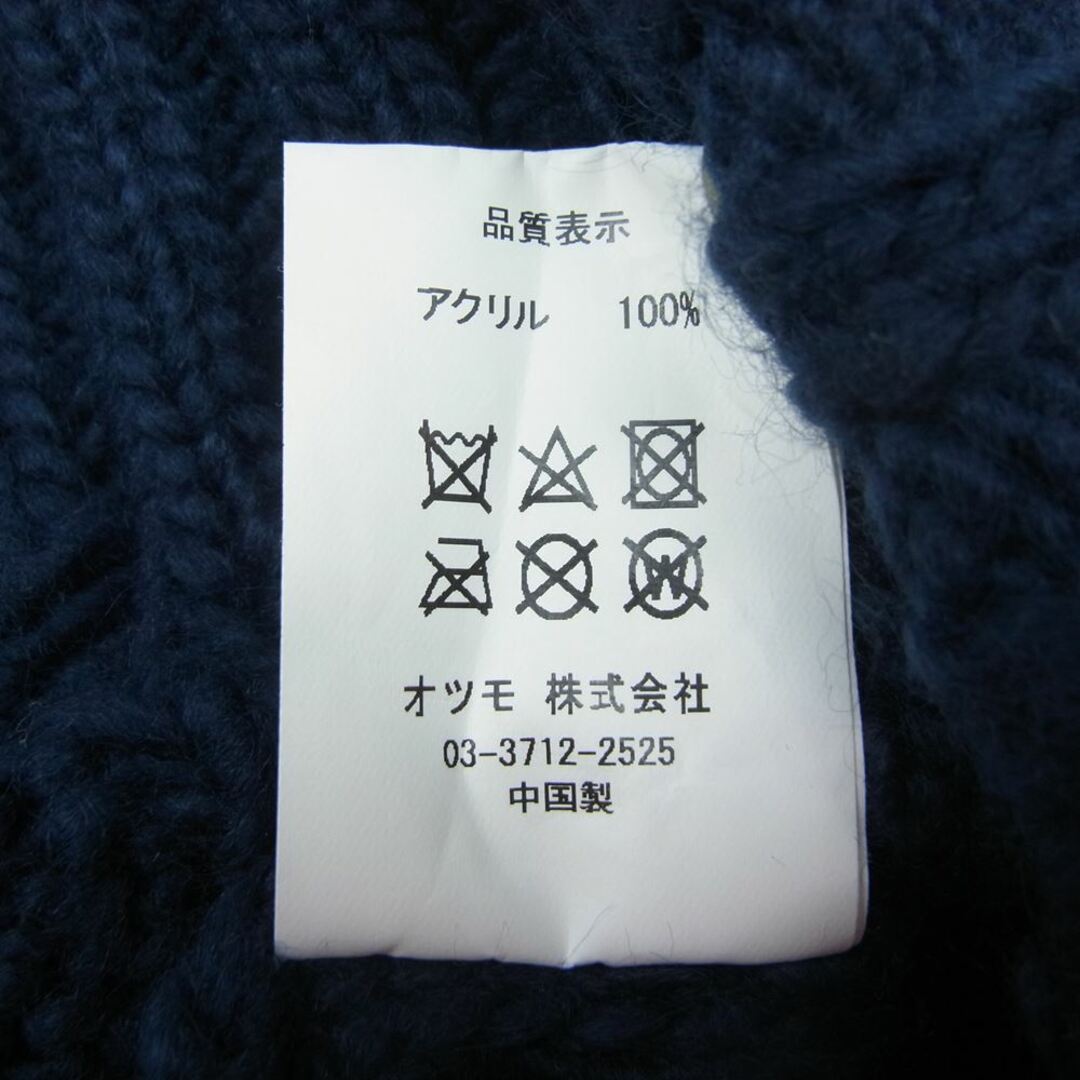 品質表示
アクリル 100%
W
オツモ 株式会社
03-3712-2525
中国製